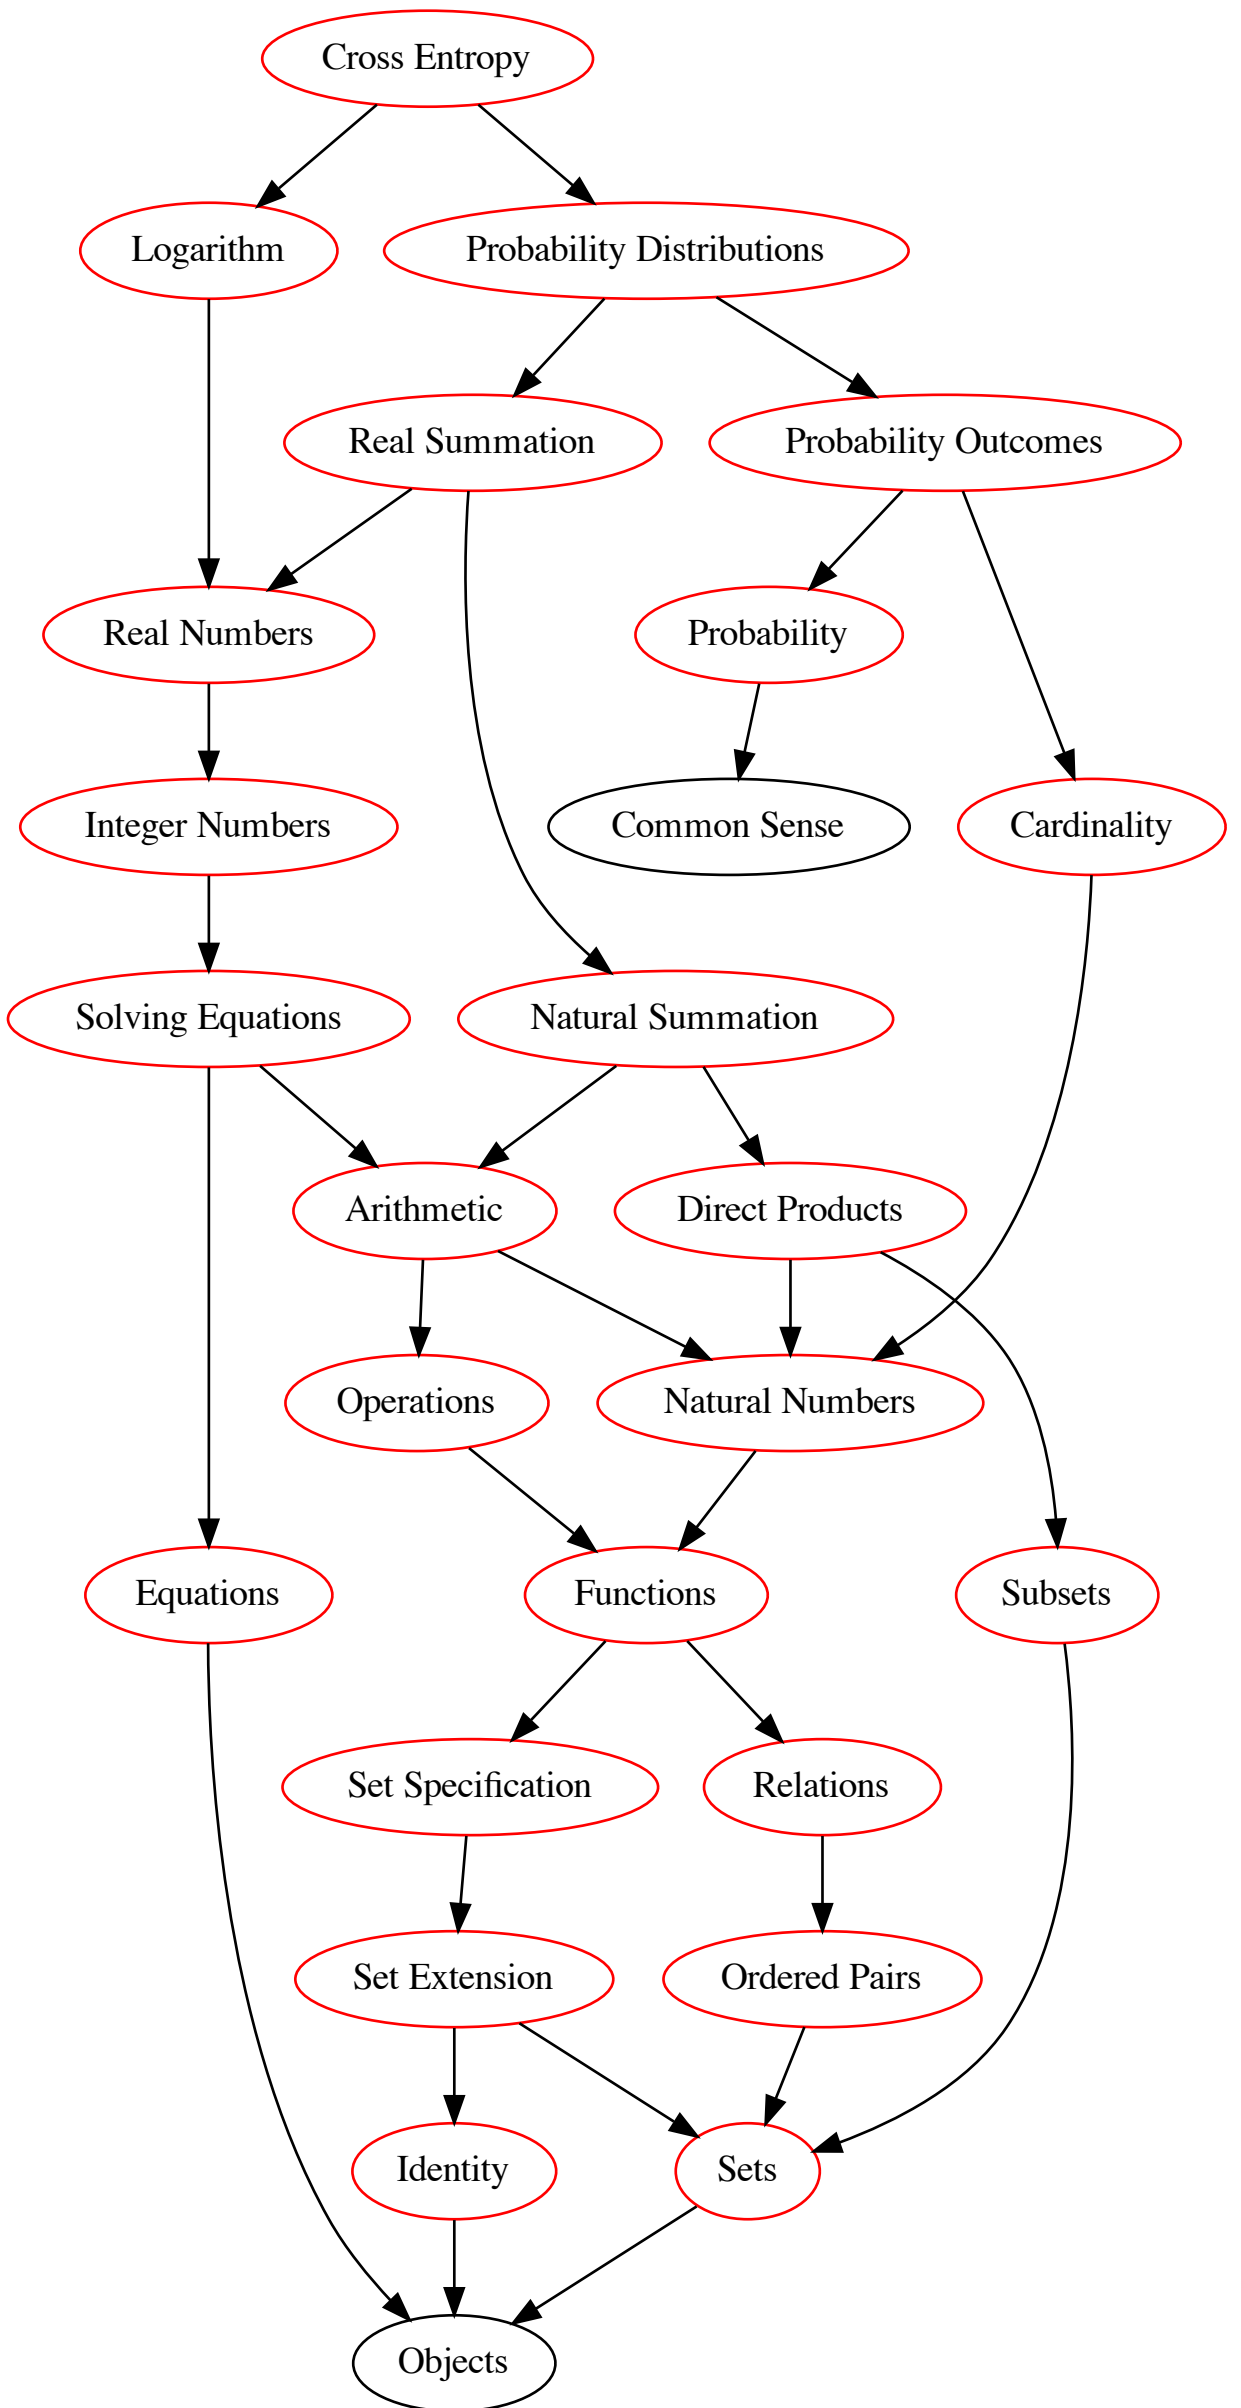 Cross Entropy
Logarithm
Probability Distributions
Real Summation
Probability Outcomes
Real Numbers
Probability
Integer Numbers
Common Sense
Cardinality
Solving Equations
Natural Summation
Arithmetic
Direct Products
Operations
Natural Numbers
Equations
Functions
Subsets
Set Specification
Relations
Set Extension
Ordered Pairs
Identity
Sets
Objects